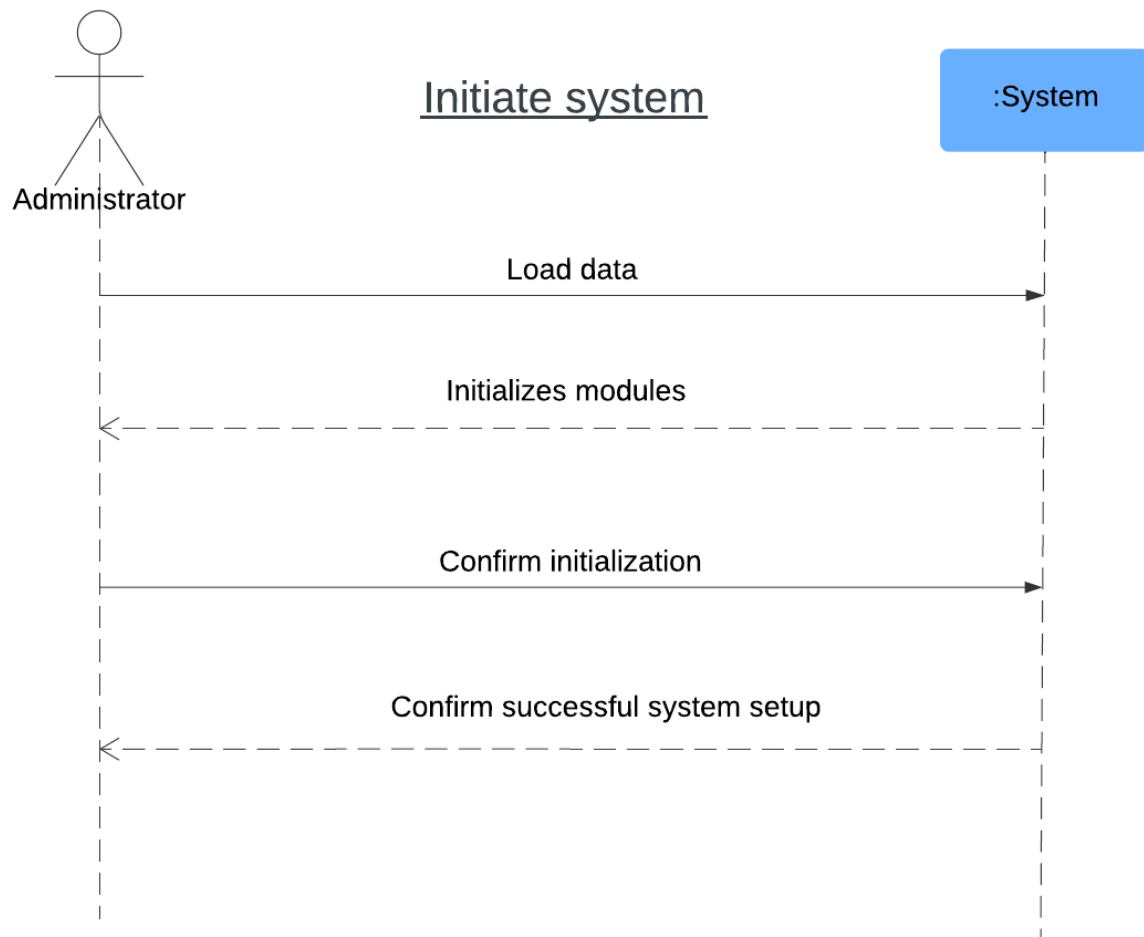 Initiate system
:System
Administrator
Load data
Initializes modules
Confirm initialization
Confirm successful system setup